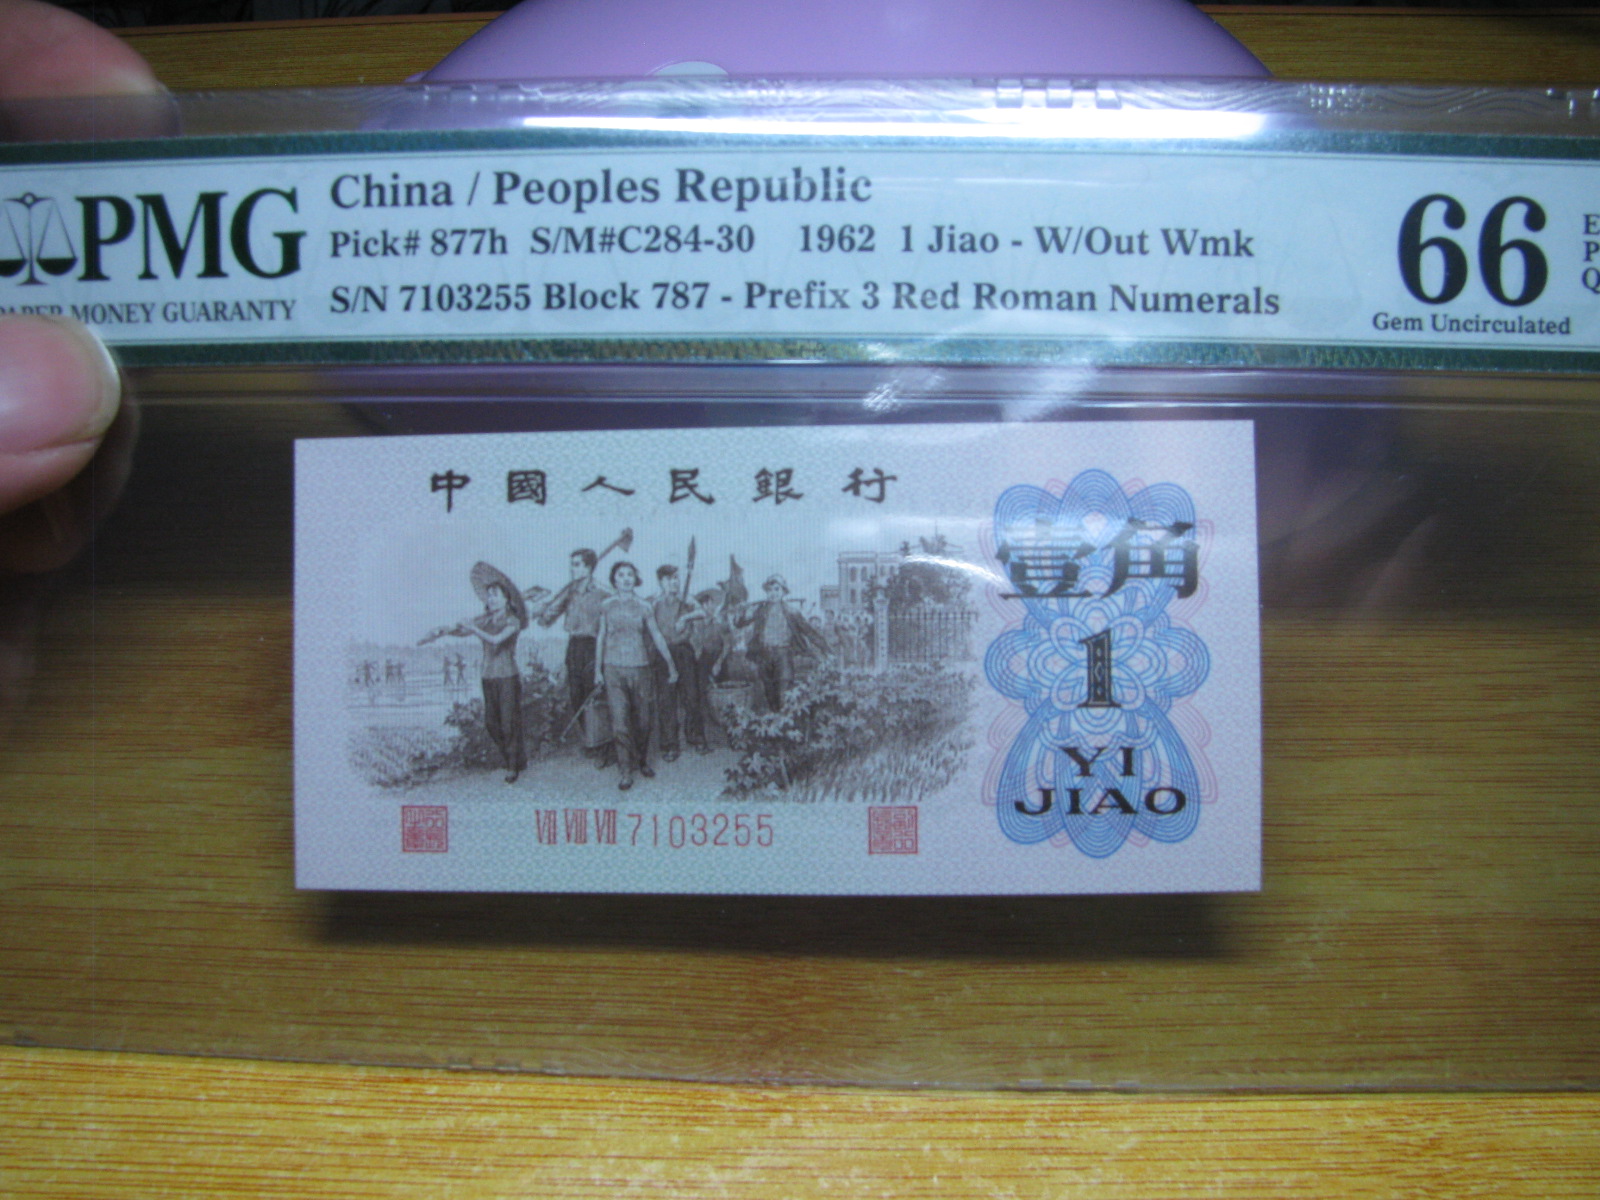 PMG
PAPER MONEY GUARANTY
China / Peoples Republic
Pick# 877h S/M#C284-30 1962 1 Jiao - W/Out Wmk
S/N 7103255 Block 787 - Prefix 3 Red Roman Numerals
66
Gem Uncirculated
E
P
Q
中國人民銀行
壹角
1
YI
JIAO
VII VIII VII 7103255